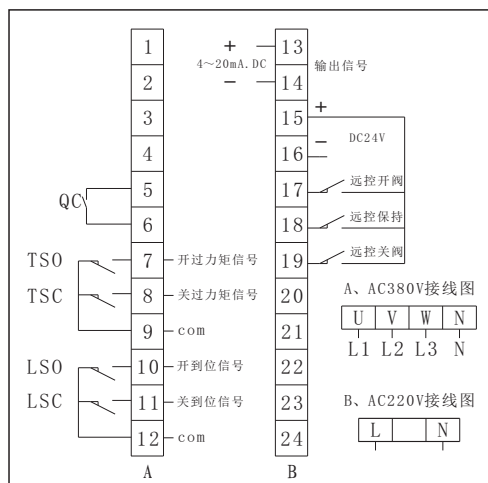 1
2
3
4
QC
5
6
TSO
7
开过力矩信号
TSC
8
关过力矩信号
9
com
LSO
10
开到位信号
LSC
11
关到位信号
12
com
A
+
4～20mA.DC
−
13
14
输出信号
15
+
DC24V
−
16
17
远控开阀
18
远控保持
19
远控关阀
20
21
22
23
24
B
A、AC380V接线图
U V W N
L1 L2 L3 N
B、AC220V接线图
L N